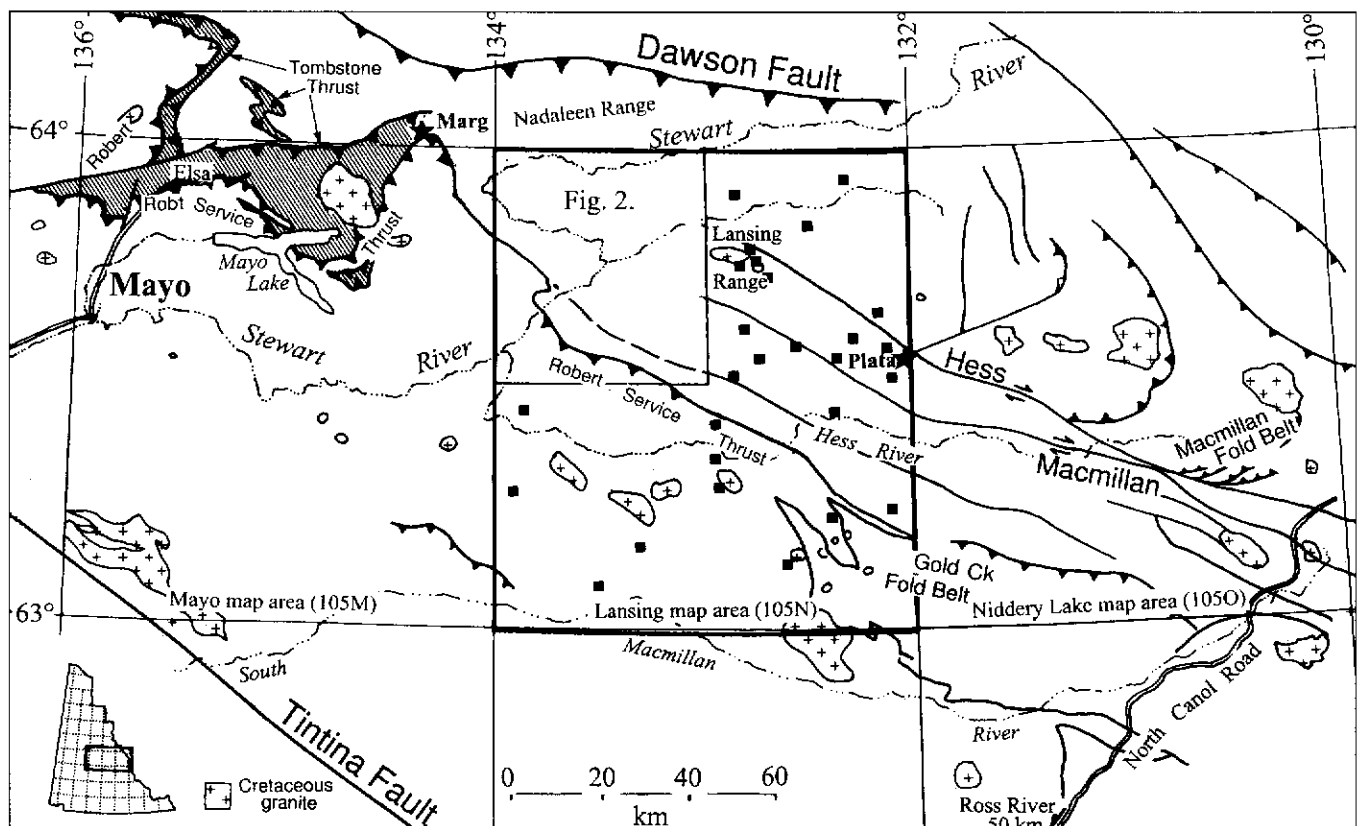 136°
134°
132°
130°
Dawson Fault
Tombstone
Thrust
River
Nadaleen Range
Marg
Stewart
64°
Robert
Elsa
Robt Service
Thrust
Fig. 2.
Lansing
Range
Mayo
Lake
Mayo
Stewart
River
Plata
Hess
Robert Service
Thrust
Hess River
Macmillan
Fold Belt
Macmillan
Gold Ck
Fold Belt
63°
Mayo map area (105M)
Lansing map area (105N)
Niddery Lake map area (105O)
South
Macmillan
River
North Canol Road
Tintina Fault
Cretaceous
granite
0 20 40 60
km
Ross River
50 km